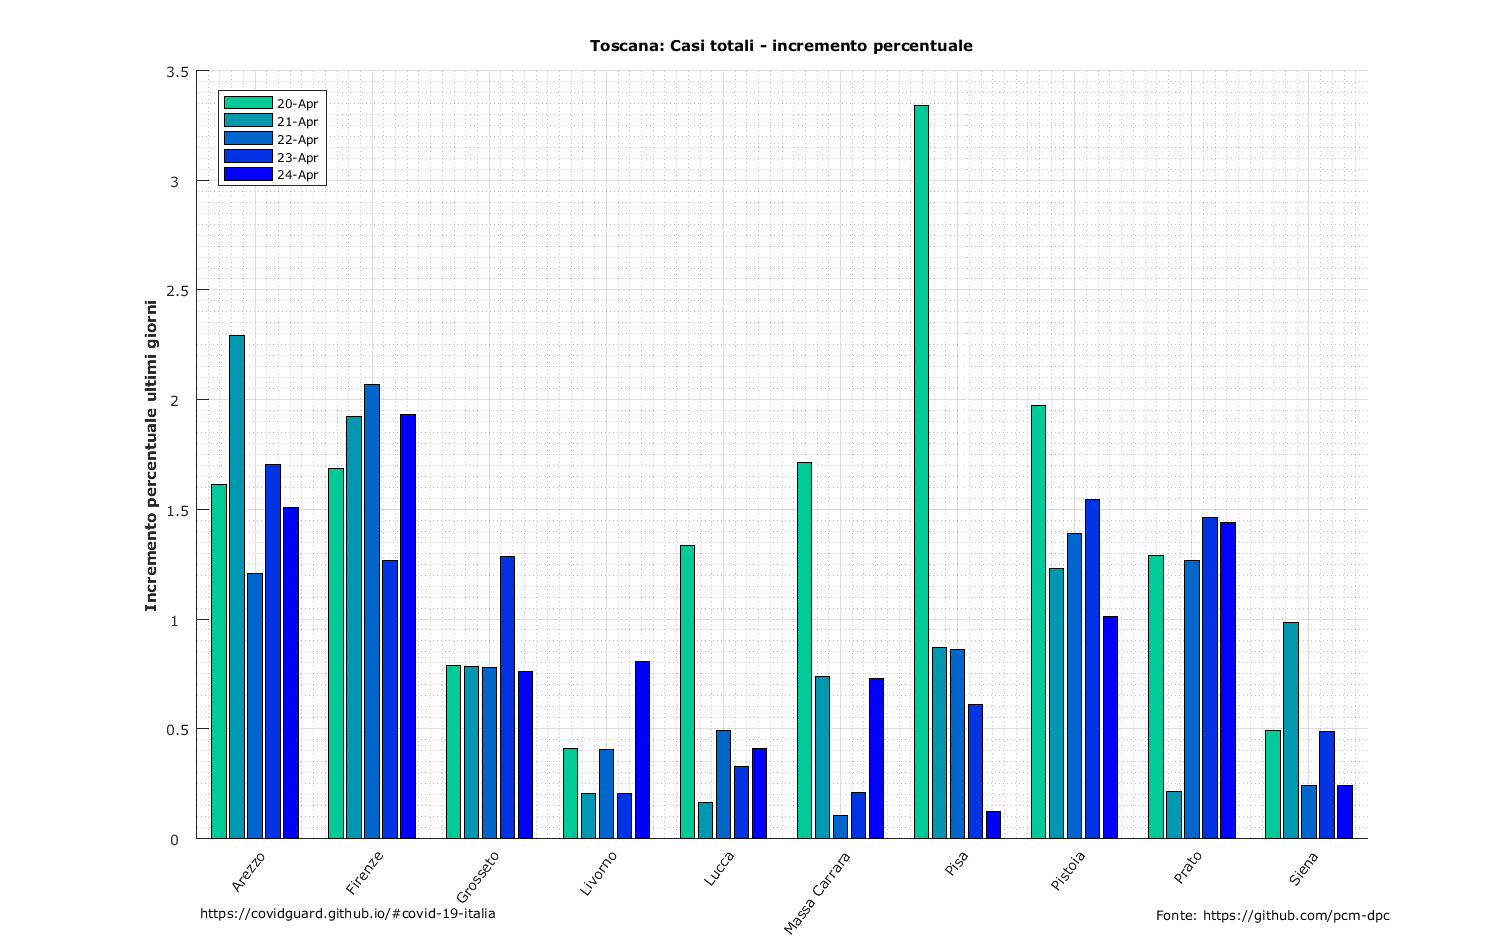 Toscana: Casi totali - incremento percentuale
3.5
3
2.5
2
1.5
1
0.5
0
Incremento percentuale ultimi giorni
20-Apr
21-Apr
22-Apr
23-Apr
24-Apr
Arezzo
Firenze
Grosseto
Livorno
Lucca
Massa Carrara
Pisa
Pistoia
Prato
Siena
https://covidguard.github.io/#covid-19-italia
Fonte: https://github.com/pcm-dpc